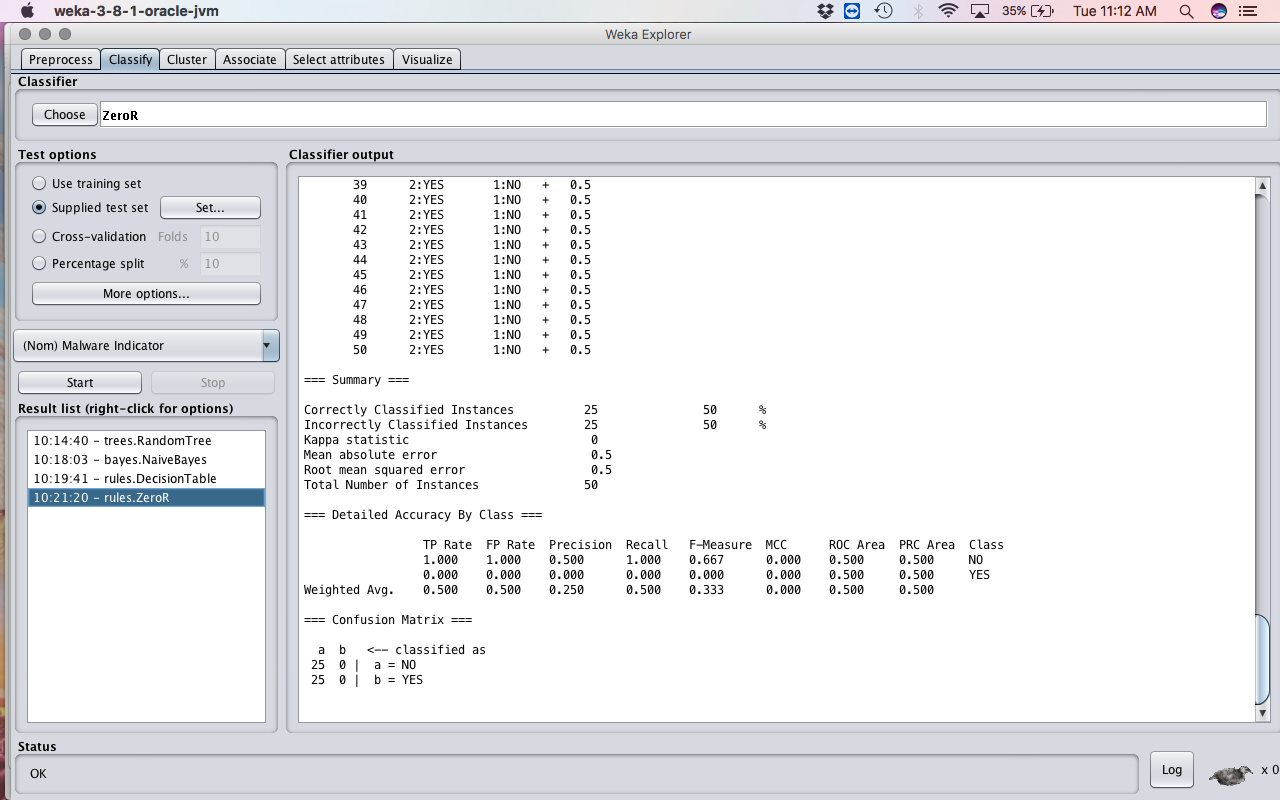 weka-3-8-1-oracle-jvm 35% Tue 11:12 AM
Weka Explorer
Preprocess Classify Cluster Associate Select attributes Visualize
Classifier
Choose ZeroR
Test options
Use training set
Supplied test set Set...
Cross-validation Folds 10
Percentage split % 10
More options...
(Nom) Malware Indicator
Start Stop
Result list (right-click for options)
10:14:40 - trees.RandomTree
10:18:03 - bayes.NaiveBayes
10:19:41 - rules.DecisionTable
10:21:20 - rules.ZeroR
Classifier output
39 2:YES 1:NO + 0.5
40 2:YES 1:NO + 0.5
41 2:YES 1:NO + 0.5
42 2:YES 1:NO + 0.5
43 2:YES 1:NO + 0.5
44 2:YES 1:NO + 0.5
45 2:YES 1:NO + 0.5
46 2:YES 1:NO + 0.5
47 2:YES 1:NO + 0.5
48 2:YES 1:NO + 0.5
49 2:YES 1:NO + 0.5
50 2:YES 1:NO + 0.5
=== Summary ===
Correctly Classified Instances 25 50 %
Incorrectly Classified Instances 25 50 %
Kappa statistic 0
Mean absolute error 0.5
Root mean squared error 0.5
Total Number of Instances 50
=== Detailed Accuracy By Class ===
TP Rate FP Rate Precision Recall F-Measure MCC ROC Area PRC Area Class
1.000 1.000 0.500 1.000 0.667 0.000 0.500 0.500 NO
0.000 0.000 0.000 0.000 0.000 0.000 0.500 0.500 YES
Weighted Avg. 0.500 0.500 0.250 0.500 0.333 0.000 0.500 0.500
=== Confusion Matrix ===
a b <-- classified as
25 0 | a = NO
25 0 | b = YES
Status
OK
Log x 0